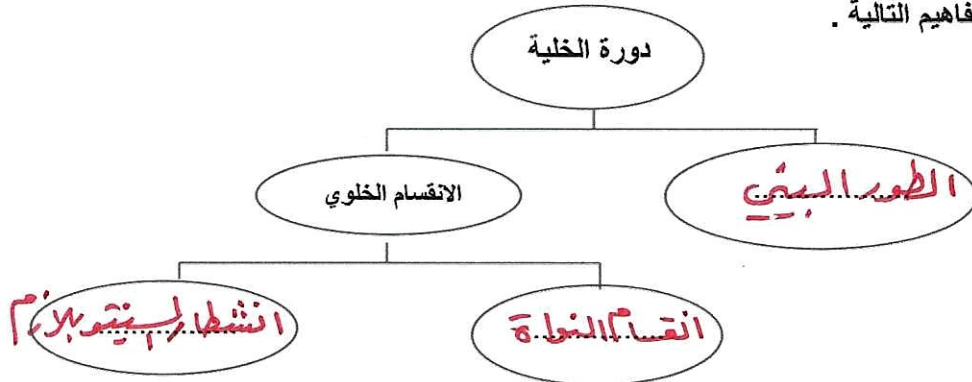 فاهيم التالية .
دورة الخلية
الطور البيني
الانقسام الخلوي
انقسام النواة
انشطار السيتوبلازم